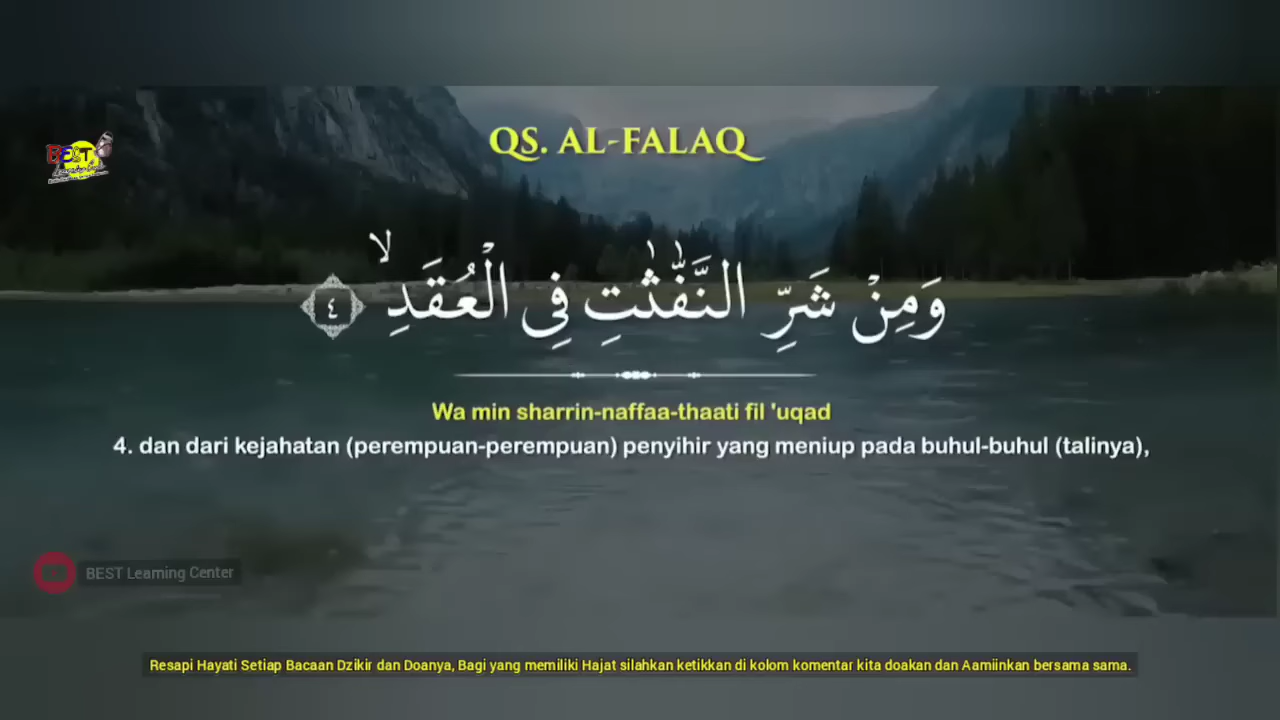 BEST
QS. AL-FALAQ
وَمِنْ شَرِّ النَّفّٰثٰتِ فِى الْعُقَدِۙ ٤
Wa min sharrin-naffaa-thaati fil 'uqad
4. dan dari kejahatan (perempuan-perempuan) penyihir yang meniup pada buhul-buhul (talinya),
BEST Learning Center
Resapi Hayati Setiap Bacaan Dzikir dan Doanya, Bagi yang memiliki Hajat silahkan ketikkan di kolom komentar kita doakan dan Aamiinkan bersama sama.